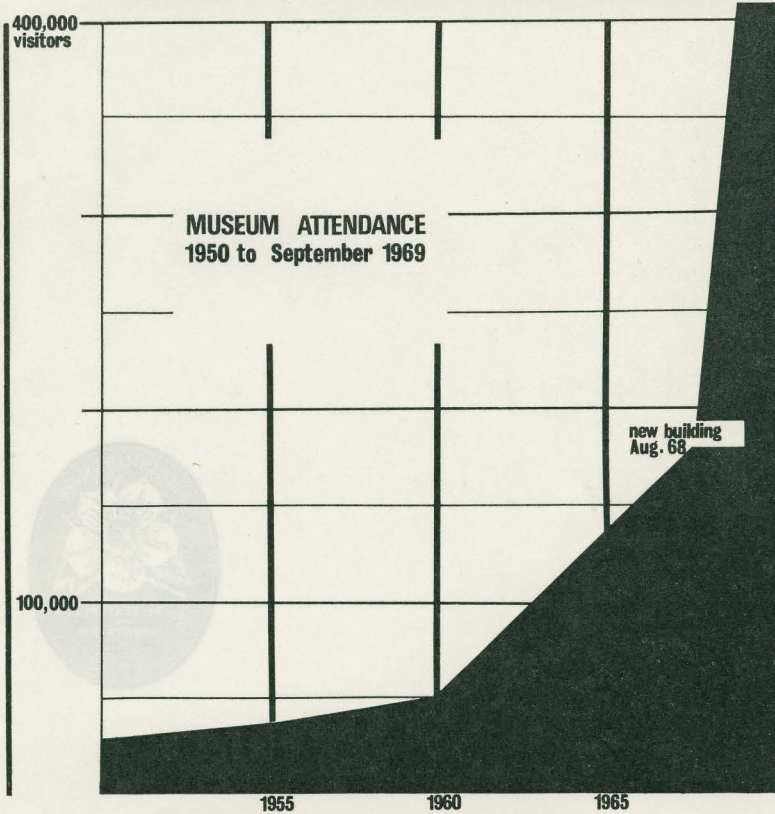 400,000
visitors
MUSEUM ATTENDANCE
1950 to September 1969
new building
Aug. 68
100,000
1955
1960
1965